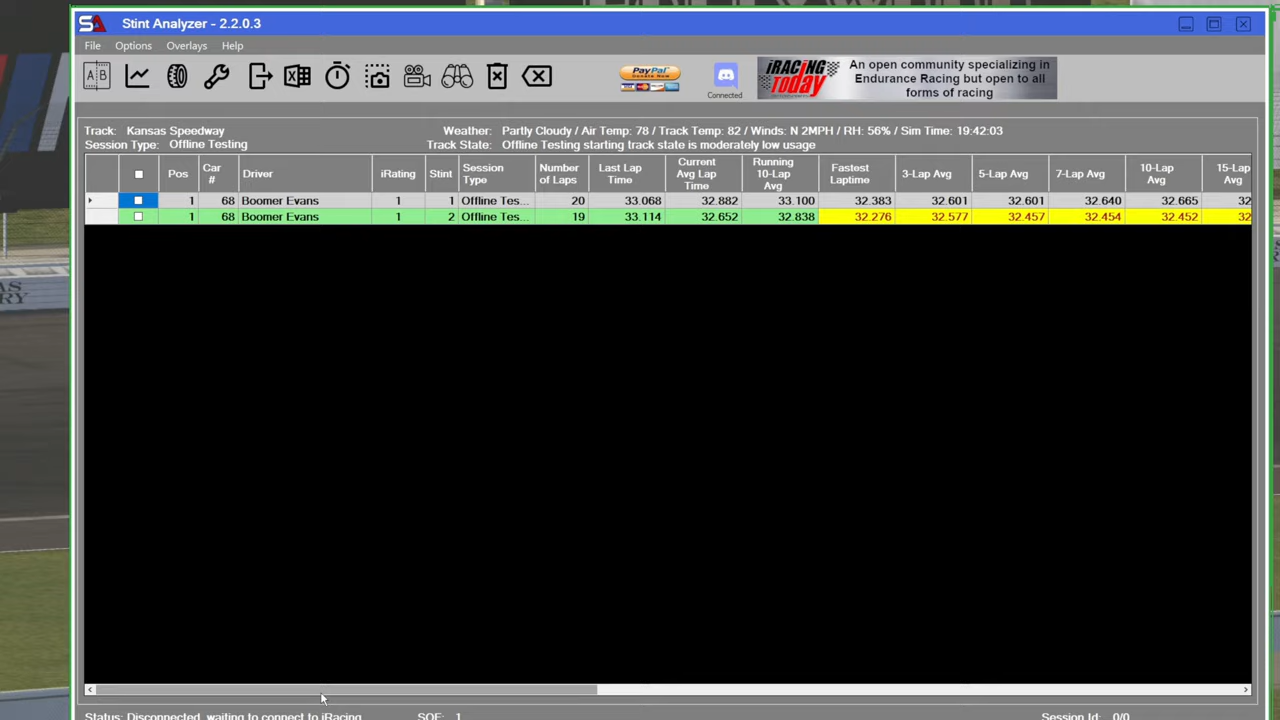 SA Stint Analyzer - 2.2.0.3
File Options Overlays Help
A B
PayPal
Donate Now
Connected
iRACING TODAY
An open community specializing in
Endurance Racing but open to all
forms of racing
Track: Kansas Speedway
Weather: Partly Cloudy / Air Temp: 78 / Track Temp: 82 / Winds: N 2MPH / RH: 56% / Sim Time: 19:42:03
Session Type: Offline Testing
Track State: Offline Testing starting track state is moderately low usage
Pos Car # Driver iRating Stint Session Type Number of Laps Last Lap Time Current Avg Lap Time Running 10-Lap Avg Fastest Laptime 3-Lap Avg 5-Lap Avg 7-Lap Avg 10-Lap Avg 15-Lap Avg
1 68 Boomer Evans 1 1 Offline Tes... 20 33.068 32.882 33.100 32.383 32.601 32.601 32.640 32.665 32
1 68 Boomer Evans 1 2 Offline Tes... 19 33.114 32.652 32.838 32.276 32.577 32.457 32.454 32.452 32
Status: Disconnected, waiting to connect to iRacing SOF: 1 Session Id: 0/0